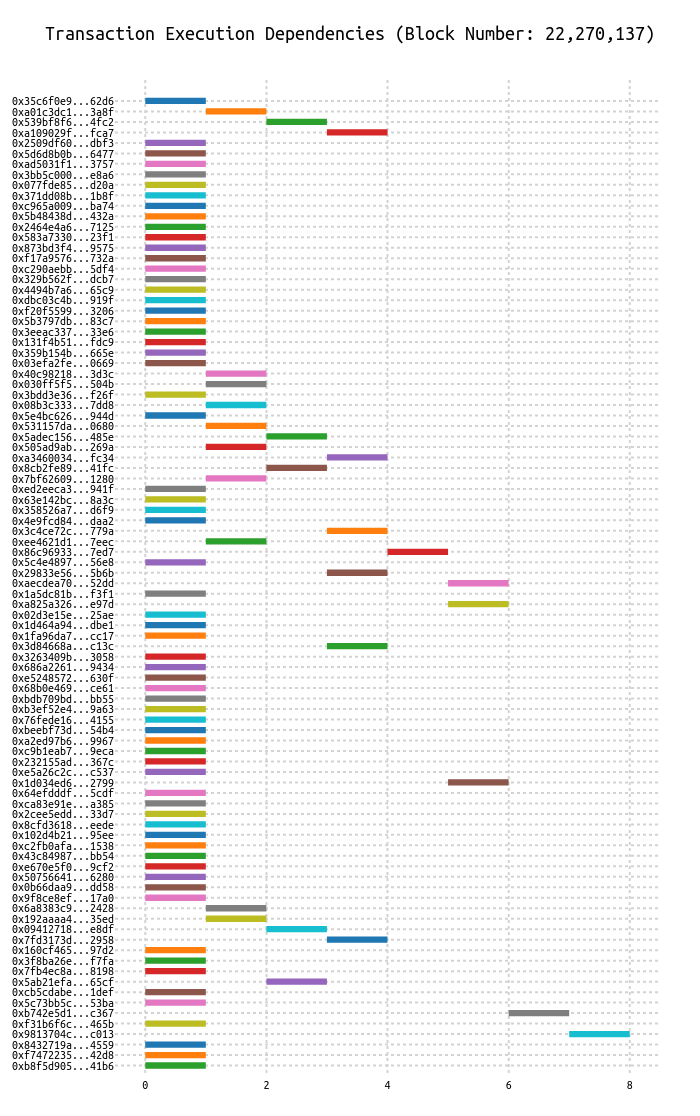 Transaction Execution Dependencies (Block Number: 22,270,137)
0x35c6f0e9...62d6
0xa01c3dc1...3a8f
0x539bf8f6...4fc2
0xa109029f...fca7
0x2509df60...dbf3
0x5d6d8b0b...6477
0xad5031f1...3757
0x3bb5c000...e8a6
0x077fde85...d20a
0x371dd08b...1b8f
0xc965a009...ba74
0x5b48438d...432a
0x2464e4a6...7125
0x583a7330...23f1
0x873bd3f4...9575
0xf17a9576...732a
0xc290aebb...5df4
0x329b562f...dcb7
0x4494b7a6...65c9
0xdbc03c4b...919f
0xf20f5599...3206
0x5b3797db...83c7
0x3eeac337...33e6
0x131f4b51...fdc9
0x359b154b...665e
0x03efa2fe...0669
0x40c98218...3d3c
0x030ff5f5...504b
0x3bdd3e36...f26f
0x08b3c333...7dd8
0x5e4bc626...944d
0x531157da...0680
0x5adec156...485e
0x505ad9ab...269a
0xa3460034...fc34
0x8cb2fe89...41fc
0x7bf62609...1280
0xed2eeca3...941f
0x63e142bc...8a3c
0x358526a7...d6f9
0x4e9fcd84...daa2
0x3c4ce72c...779a
0xee4621d1...7eec
0x86c96933...7ed7
0x5c4e4897...56e8
0x29833e56...5b6b
0xaecdea70...52dd
0x1a5dc81b...f3f1
0xa825a326...e97d
0x02d3e15e...25ae
0x1d464a94...dbe1
0x1fa96da7...cc17
0x3d84668a...c13c
0x3263409b...3058
0x686a2261...9434
0xe5248572...630f
0x68b0e469...ce61
0xbdb709bd...bb55
0xb3ef52e4...9a63
0x76fede16...4155
0xbeebf73d...54b4
0xa2ed97b6...9967
0xc9b1eab7...9eca
0x232155ad...367c
0xe5a26c2c...c537
0x1d034ed6...2799
0x64efdddf...5cdf
0xca83e91e...a385
0x2cee5edd...33d7
0x8cfd3618...eede
0x102d4b21...95ee
0xc2fb0afa...1538
0x43c84987...bb54
0xe670e5f0...9cf2
0x50756641...6280
0x0b66daa9...dd58
0x9f8ce8ef...17a0
0x6a8383c9...2428
0x192aaaa4...35ed
0x09412718...e8df
0x7fd3173d...2958
0x160cf465...97d2
0x3f8ba26e...f7fa
0x7fb4ec8a...8198
0x5ab21efa...65cf
0xcb5cdabe...1def
0x5c73bb5c...53ba
0xb742e5d1...c367
0xf31b6f6c...465b
0x9813704c...c013
0x8432719a...4559
0xf7472235...42d8
0xb8f5d905...41b6
0 2 4 6 8